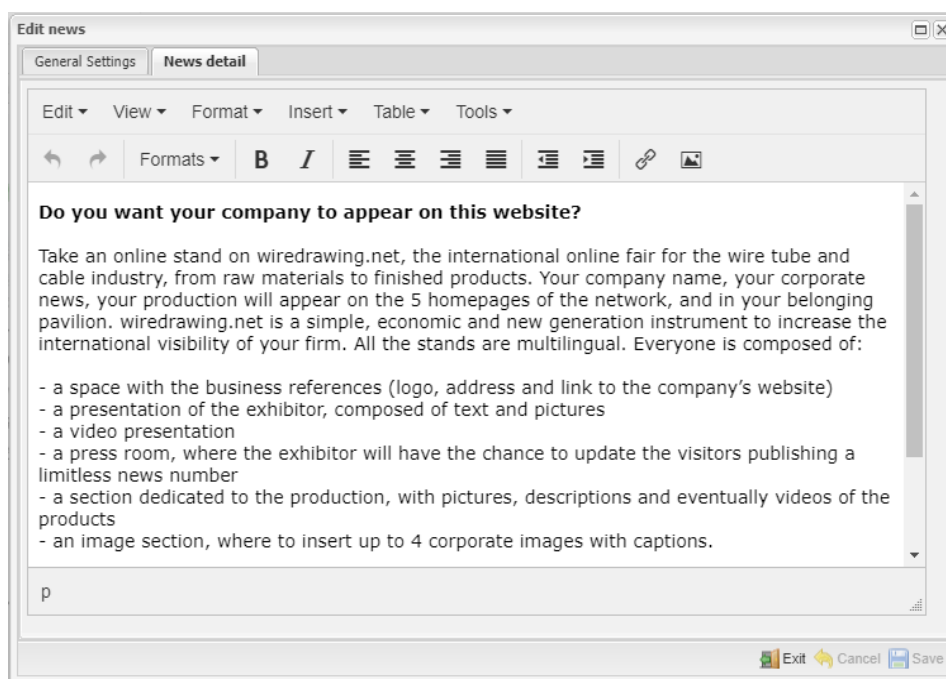 Edit news
General Settings News detail
Edit View Format Insert Table Tools
Formats B I
Do you want your company to appear on this website?
Take an online stand on wiredrawing.net, the international online fair for the wire tube and
cable industry, from raw materials to finished products. Your company name, your corporate
news, your production will appear on the 5 homepages of the network, and in your belonging
pavilion. wiredrawing.net is a simple, economic and new generation instrument to increase the
international visibility of your firm. All the stands are multilingual. Everyone is composed of:
- a space with the business references (logo, address and link to the company’s website)
- a presentation of the exhibitor, composed of text and pictures
- a video presentation
- a press room, where the exhibitor will have the chance to update the visitors publishing a
limitless news number
- a section dedicated to the production, with pictures, descriptions and eventually videos of the
products
- an image section, where to insert up to 4 corporate images with captions.
p
Exit Cancel Save